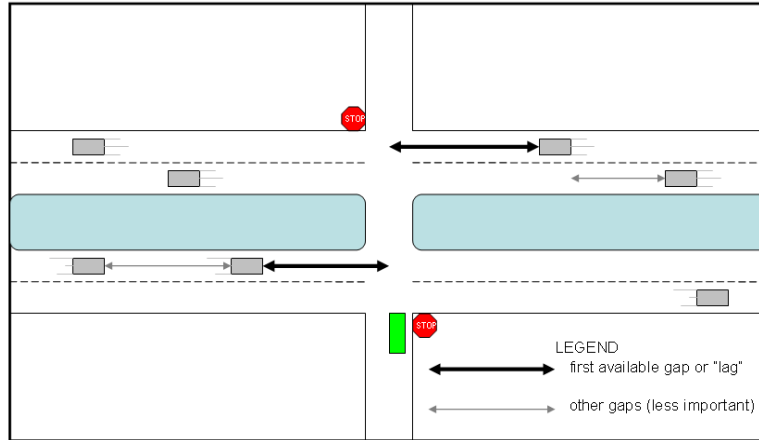 STOP
STOP
LEGEND
first available gap or "lag"
other gaps (less important)